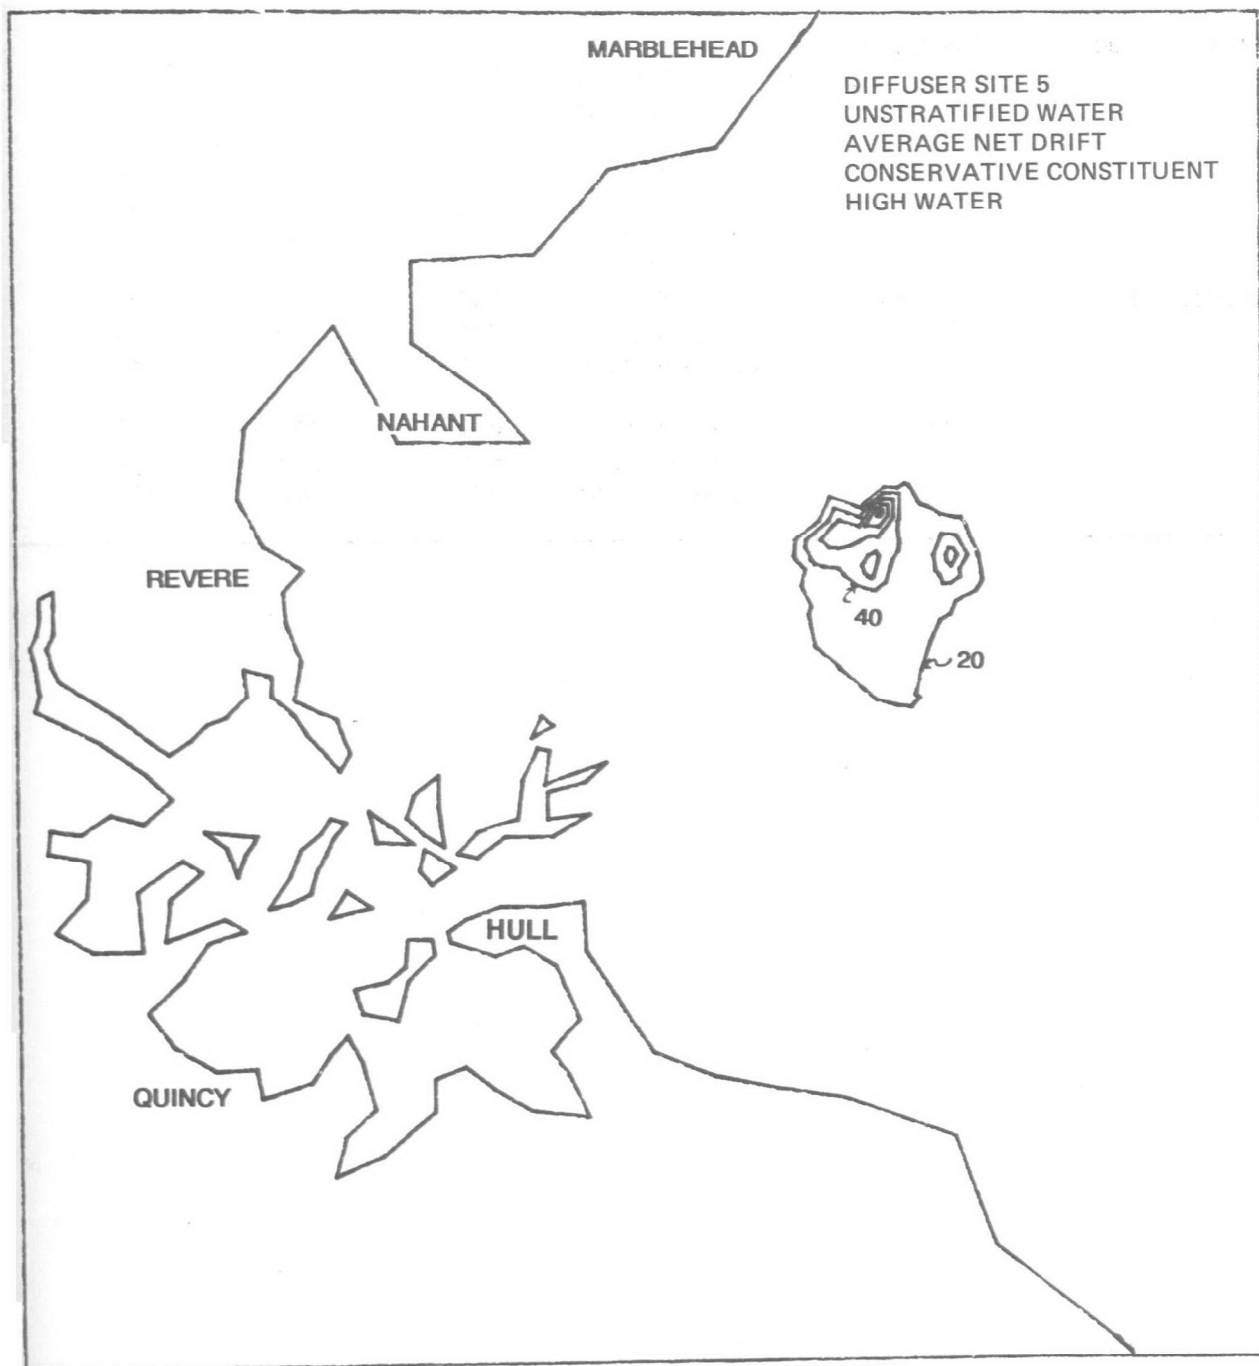 MARBLEHEAD
DIFFUSER SITE 5
UNSTRATIFIED WATER
AVERAGE NET DRIFT
CONSERVATIVE CONSTITUENT
HIGH WATER
NAHANT
REVERE
40
20
HULL
QUINCY